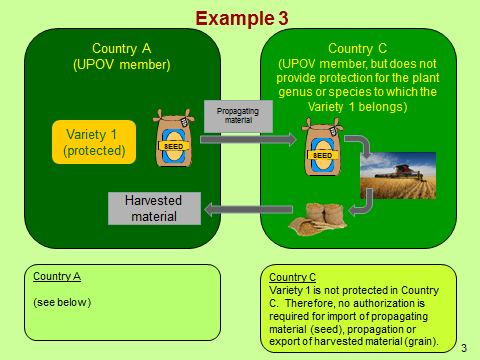 Example 3
Country A
(UPOV member)
Country C
(UPOV member, but does not
provide protection for the plant
genus or species to which the
Variety 1 belongs)
Propagating
material
Variety 1
(protected)
SEED
SEED
Harvested
material
Country A
(see below)
Country C
Variety 1 is not protected in Country
C.  Therefore, no authorization is
required for import of propagating
material (seed), propagation or
export of harvested material (grain).
3